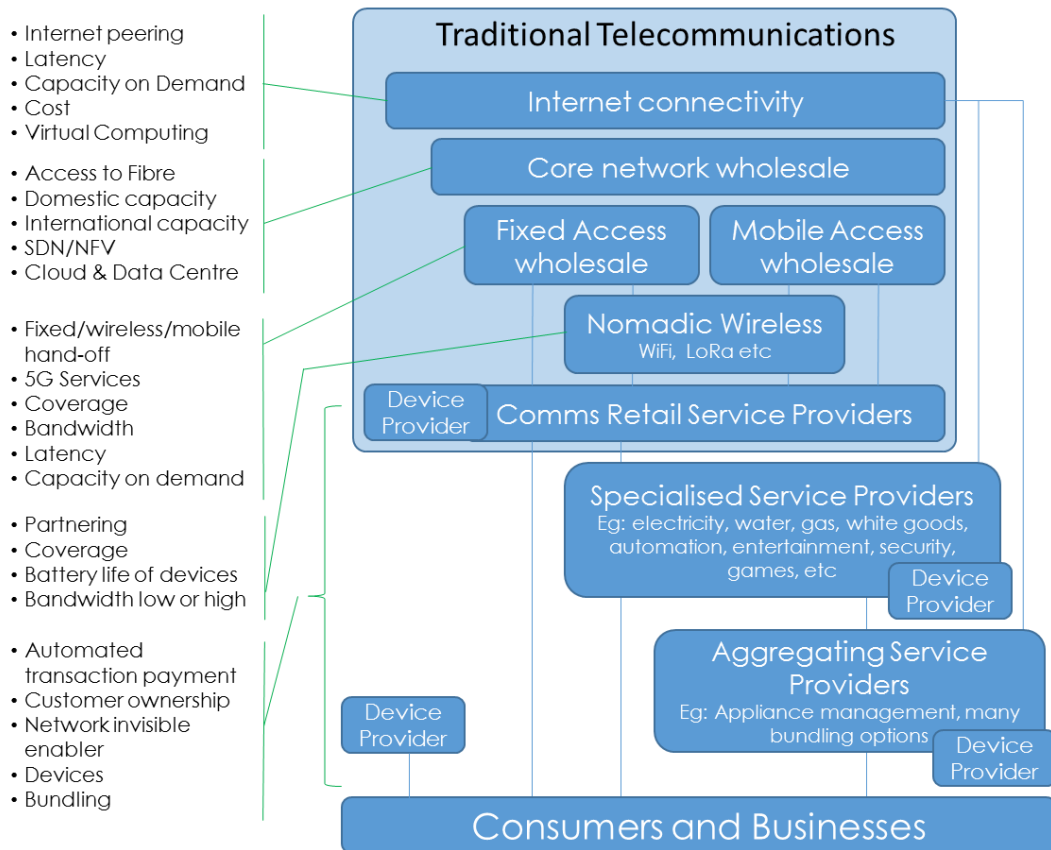 • Internet peering
• Latency
• Capacity on Demand
• Cost
• Virtual Computing
• Access to Fibre
• Domestic capacity
• International capacity
• SDN/NFV
• Cloud & Data Centre
• Fixed/wireless/mobile
hand-off
• 5G Services
• Coverage
• Bandwidth
• Latency
• Capacity on demand
• Partnering
• Coverage
• Battery life of devices
• Bandwidth low or high
• Automated
transaction payment
• Customer ownership
• Network invisible
enabler
• Devices
• Bundling
Traditional Telecommunications
Internet connectivity
Core network wholesale
Fixed Access
wholesale
Mobile Access
wholesale
Nomadic Wireless
WiFi, LoRa etc
Device
Provider
Comms Retail Service Providers
Specialised Service Providers
Eg: electricity, water, gas, white goods,
automation, entertainment, security,
games, etc
Device
Provider
Aggregating Service
Providers
Eg: Appliance management, many
bundling options
Device
Provider
Device
Provider
Consumers and Businesses